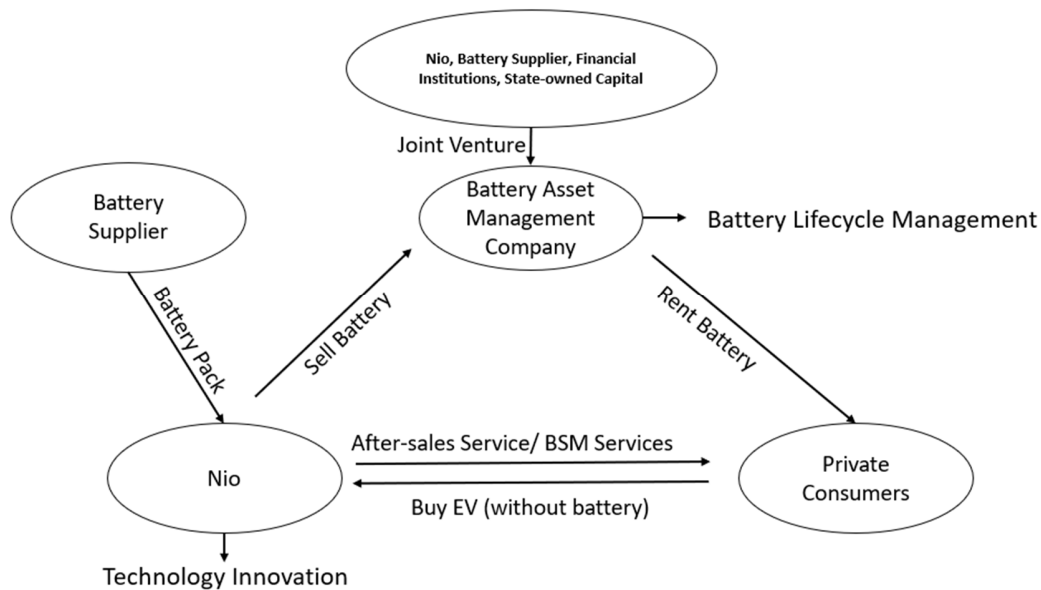 Nio, Battery Supplier, Financial
Institutions, State-owned Capital
Joint Venture
Battery
Supplier
Battery Asset
Management
Company
Battery Lifecycle Management
Battery Pack
Sell Battery
Rent Battery
After-sales Service/ BSM Services
Nio
Private
Consumers
Buy EV (without battery)
Technology Innovation